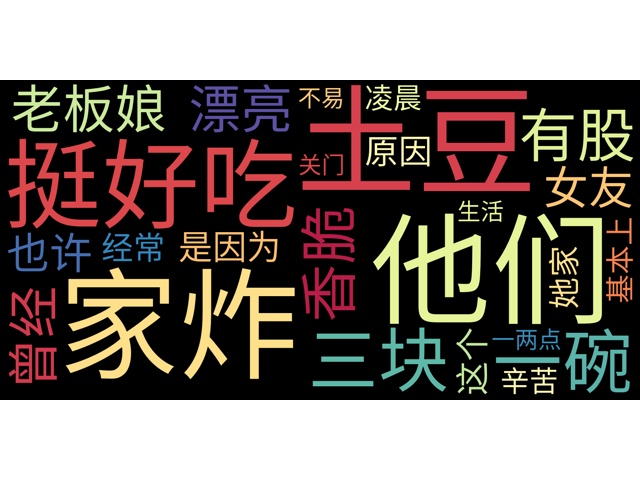 老板娘
漂亮
不易
凌晨
土豆
有股
关门
原因
挺好吃
女友
生活
也许
经常
是因为
香脆
他们
她家
基本上
曾经
家炸
三块
这个
一两点
一碗
辛苦